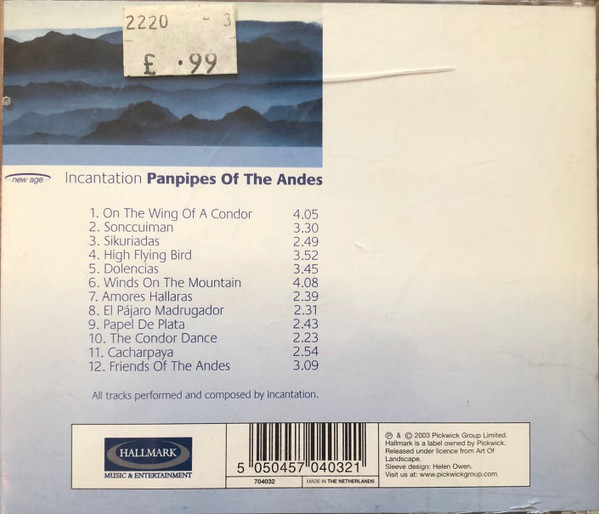 2220 - 3
£ .99
new age
Incantation Panpipes Of The Andes
1. On The Wing Of A Condor 4.05
2. Sonccuiman 3.30
3. Sikuriadas 2.49
4. High Flying Bird 3.52
5. Dolencias 3.45
6. Winds On The Mountain 4.08
7. Amores Hallaras 2.39
8. El Pájaro Madrugador 2.31
9. Papel De Plata 2.43
10. The Condor Dance 2.23
11. Cacharpaya 2.54
12. Friends Of The Andes 3.09
All tracks performed and composed by Incantation.
HALLMARK
MUSIC & ENTERTAINMENT
5 050457 040321
704032
MADE IN THE NETHERLANDS
℗ & © 2003 Pickwick Group Limited.
Hallmark is a label owned by Pickwick.
Released under licence from Art Of
Landscape.
Sleeve design: Helen Owen.
Visit us at: www.pickwickgroup.com